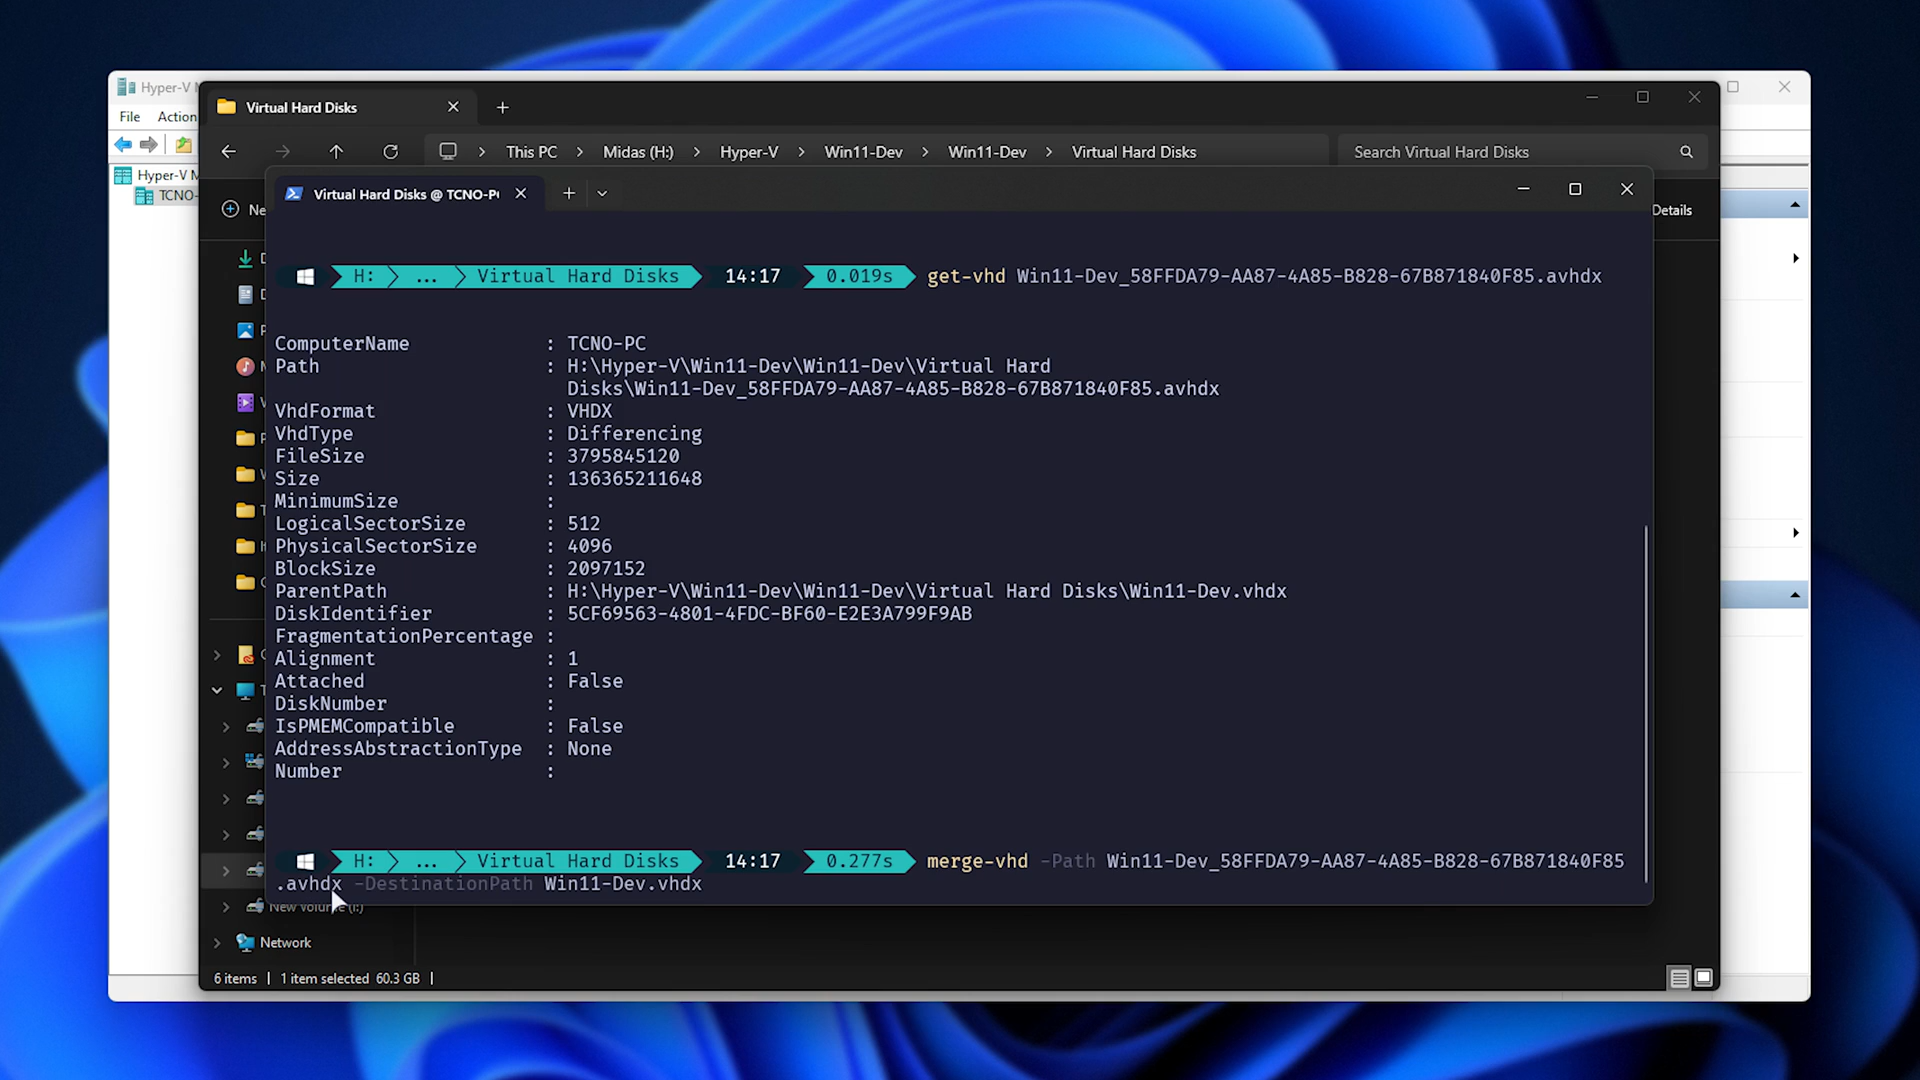 Hyper-V
File Action
Hyper-V M
TCNO-
Virtual Hard Disks
This PC > Midas (H:) > Hyper-V > Win11-Dev > Win11-Dev > Virtual Hard Disks
Search Virtual Hard Disks
Ne
Details
Virtual Hard Disks @ TCNO-P
H: ... Virtual Hard Disks 14:17 0.019s get-vhd Win11-Dev_58FFDA79-AA87-4A85-B828-67B871840F85.avhdx
ComputerName : TCNO-PC
Path : H:\Hyper-V\Win11-Dev\Win11-Dev\Virtual Hard
Disks\Win11-Dev_58FFDA79-AA87-4A85-B828-67B871840F85.avhdx
VhdFormat : VHDX
VhdType : Differencing
FileSize : 3795845120
Size : 136365211648
MinimumSize :
LogicalSectorSize : 512
PhysicalSectorSize : 4096
BlockSize : 2097152
ParentPath : H:\Hyper-V\Win11-Dev\Win11-Dev\Virtual Hard Disks\Win11-Dev.vhdx
DiskIdentifier : 5CF69563-4801-4FDC-BF60-E2E3A799F9AB
FragmentationPercentage :
Alignment : 1
Attached : False
DiskNumber :
IsPMEMCompatible : False
AddressAbstractionType : None
Number :
H: ... Virtual Hard Disks 14:17 0.277s merge-vhd -Path Win11-Dev_58FFDA79-AA87-4A85-B828-67B871840F85
.avhdx -DestinationPath Win11-Dev.vhdx
New Volume (I:)
Network
6 items | 1 item selected 60.3 GB |